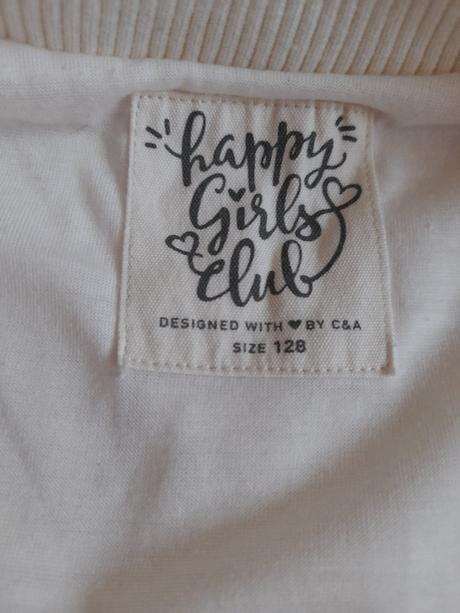 happy
Girls
Club
DESIGNED WITH ♥ BY C&A
SIZE 128